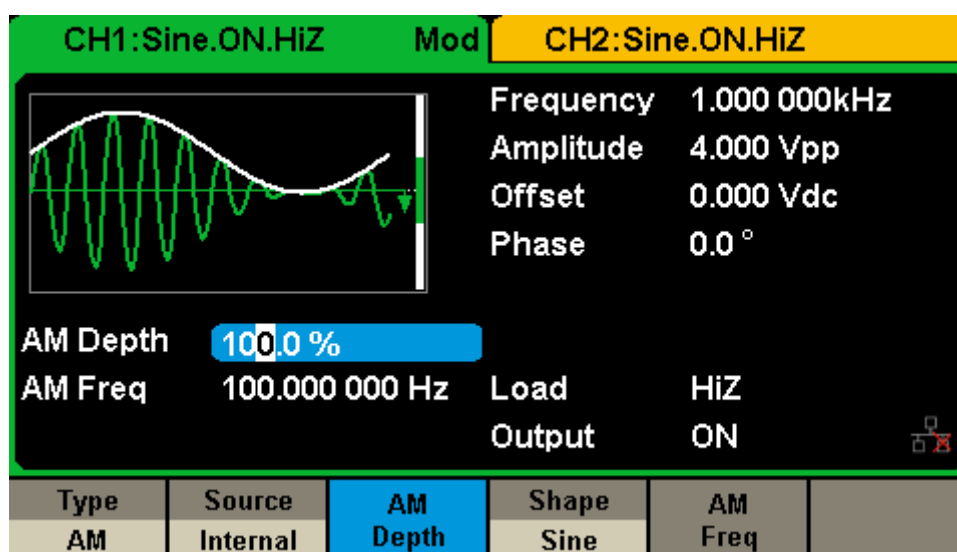 CH1:Sine.ON.HiZ Mod CH2:Sine.ON.HiZ
Frequency 1.000 000kHz
Amplitude 4.000 Vpp
Offset 0.000 Vdc
Phase 0.0 °
AM Depth 100.0 %
AM Freq 100.000 000 Hz Load HiZ
Output ON
Type Source AM Shape AM
AM Internal Depth Sine Freq